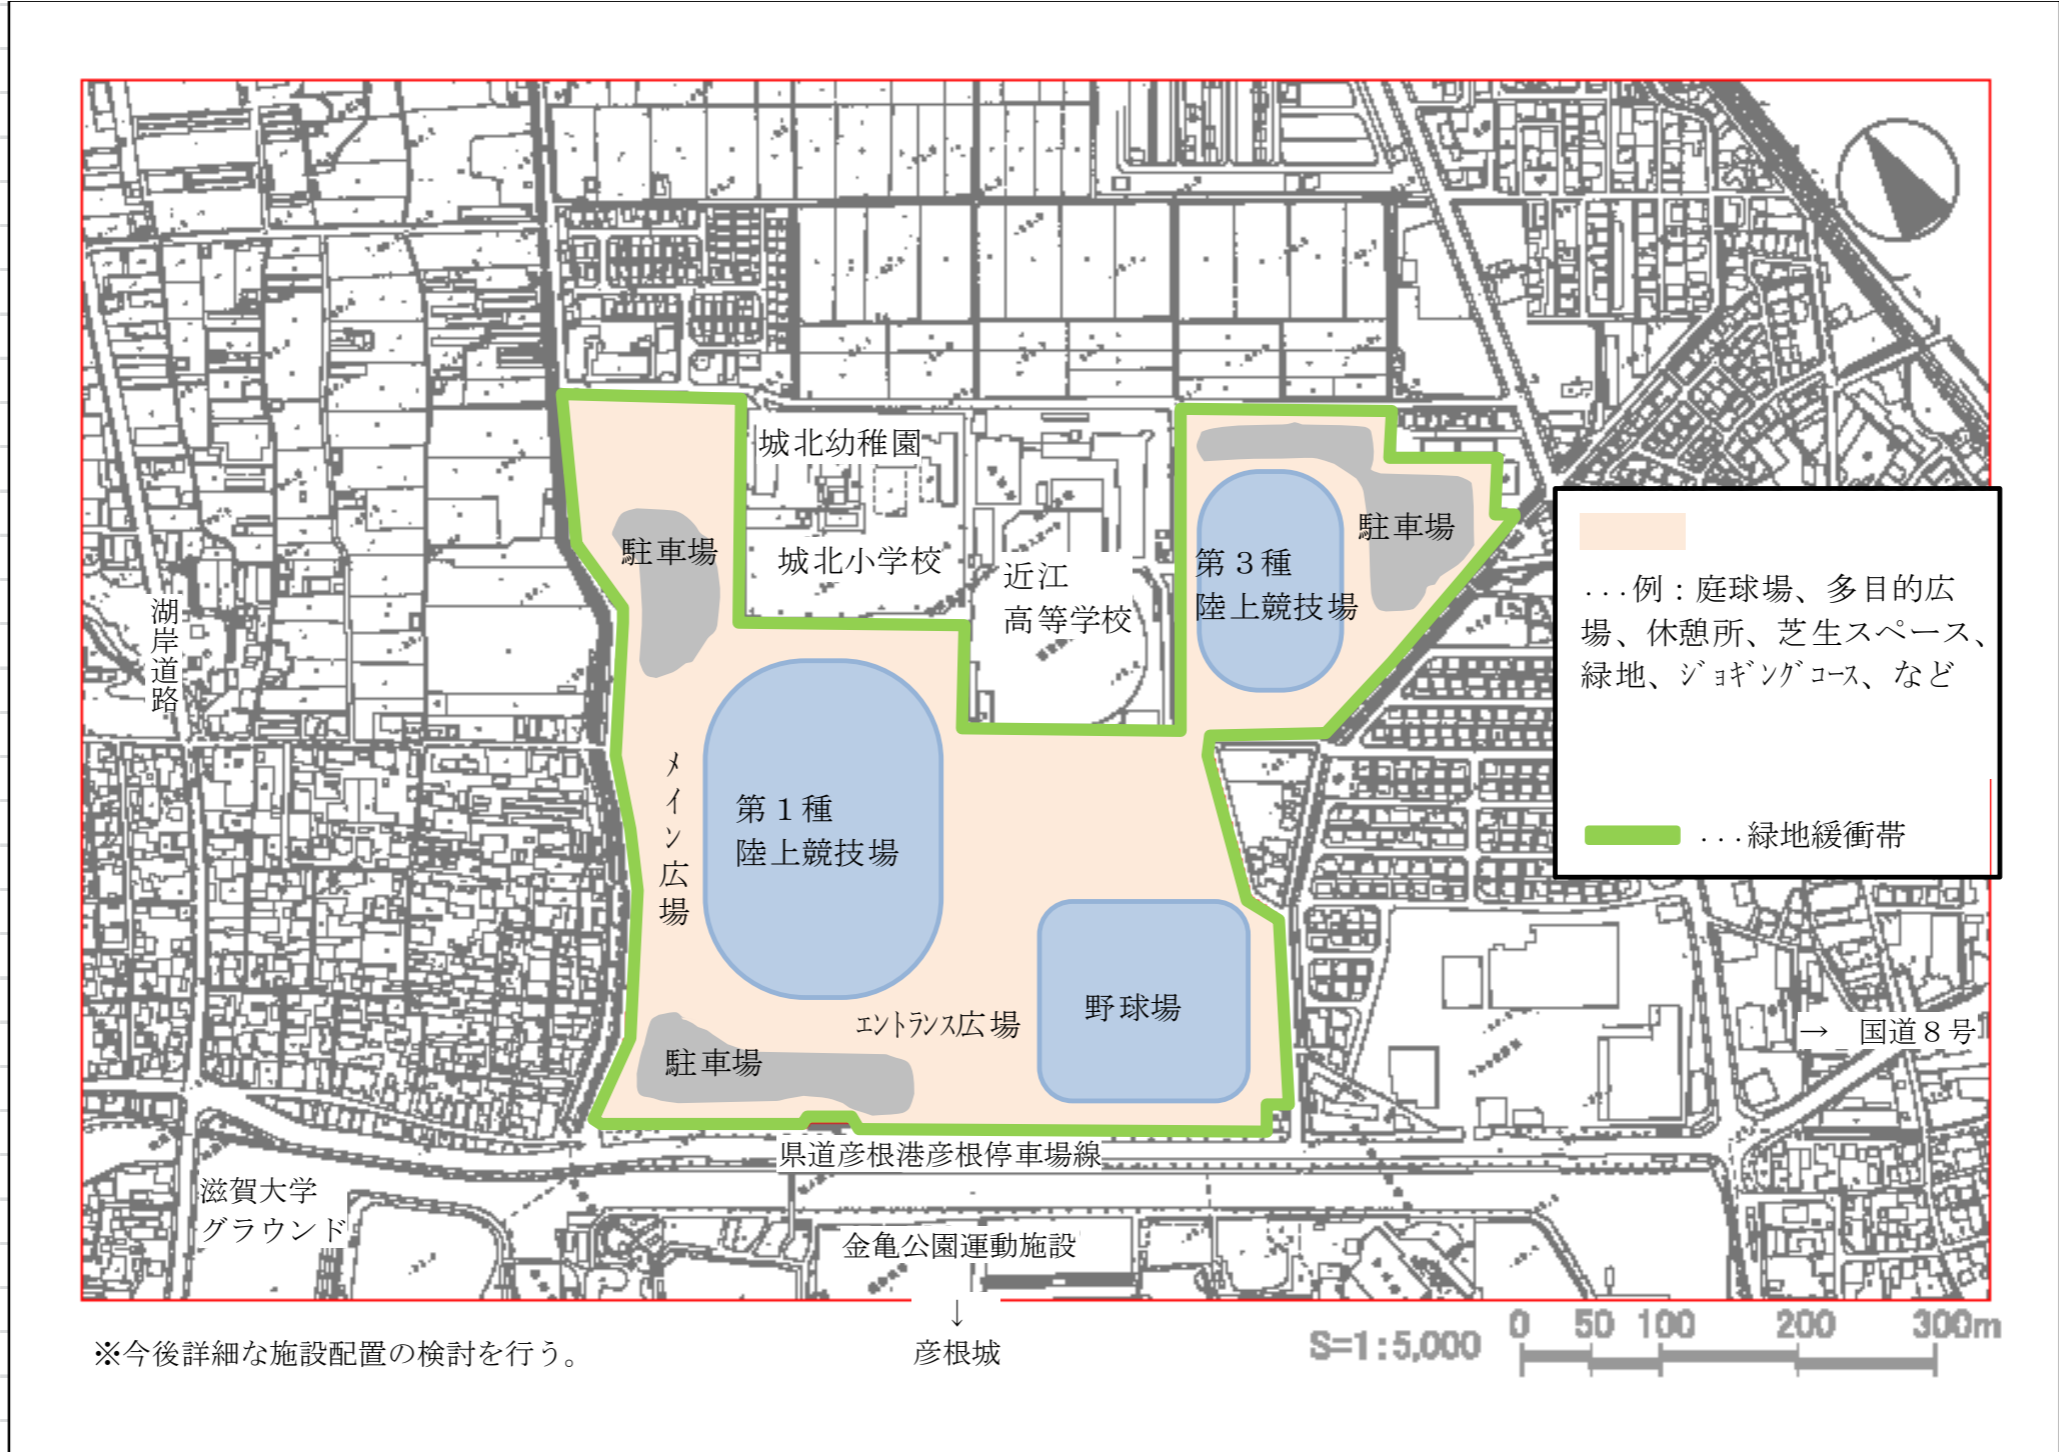 城北幼稚園
駐車場
城北小学校
近江
高等学校
第３種
陸上競技場
駐車場
湖岸道路
メイン広場
第１種
陸上競技場
エントランス広場
野球場
駐車場
...例：庭球場、多目的広
場、休憩所、芝生スペース、
緑地、ｼﾞｮｷﾞﾝｸﾞｺｰｽ、など
...緑地緩衝帯
→　国道８号
県道彦根港彦根停車場線
滋賀大学
グラウンド
金亀公園運動施設
↓
彦根城
※今後詳細な施設配置の検討を行う。
S=1:5,000
0 50 100 200 300m